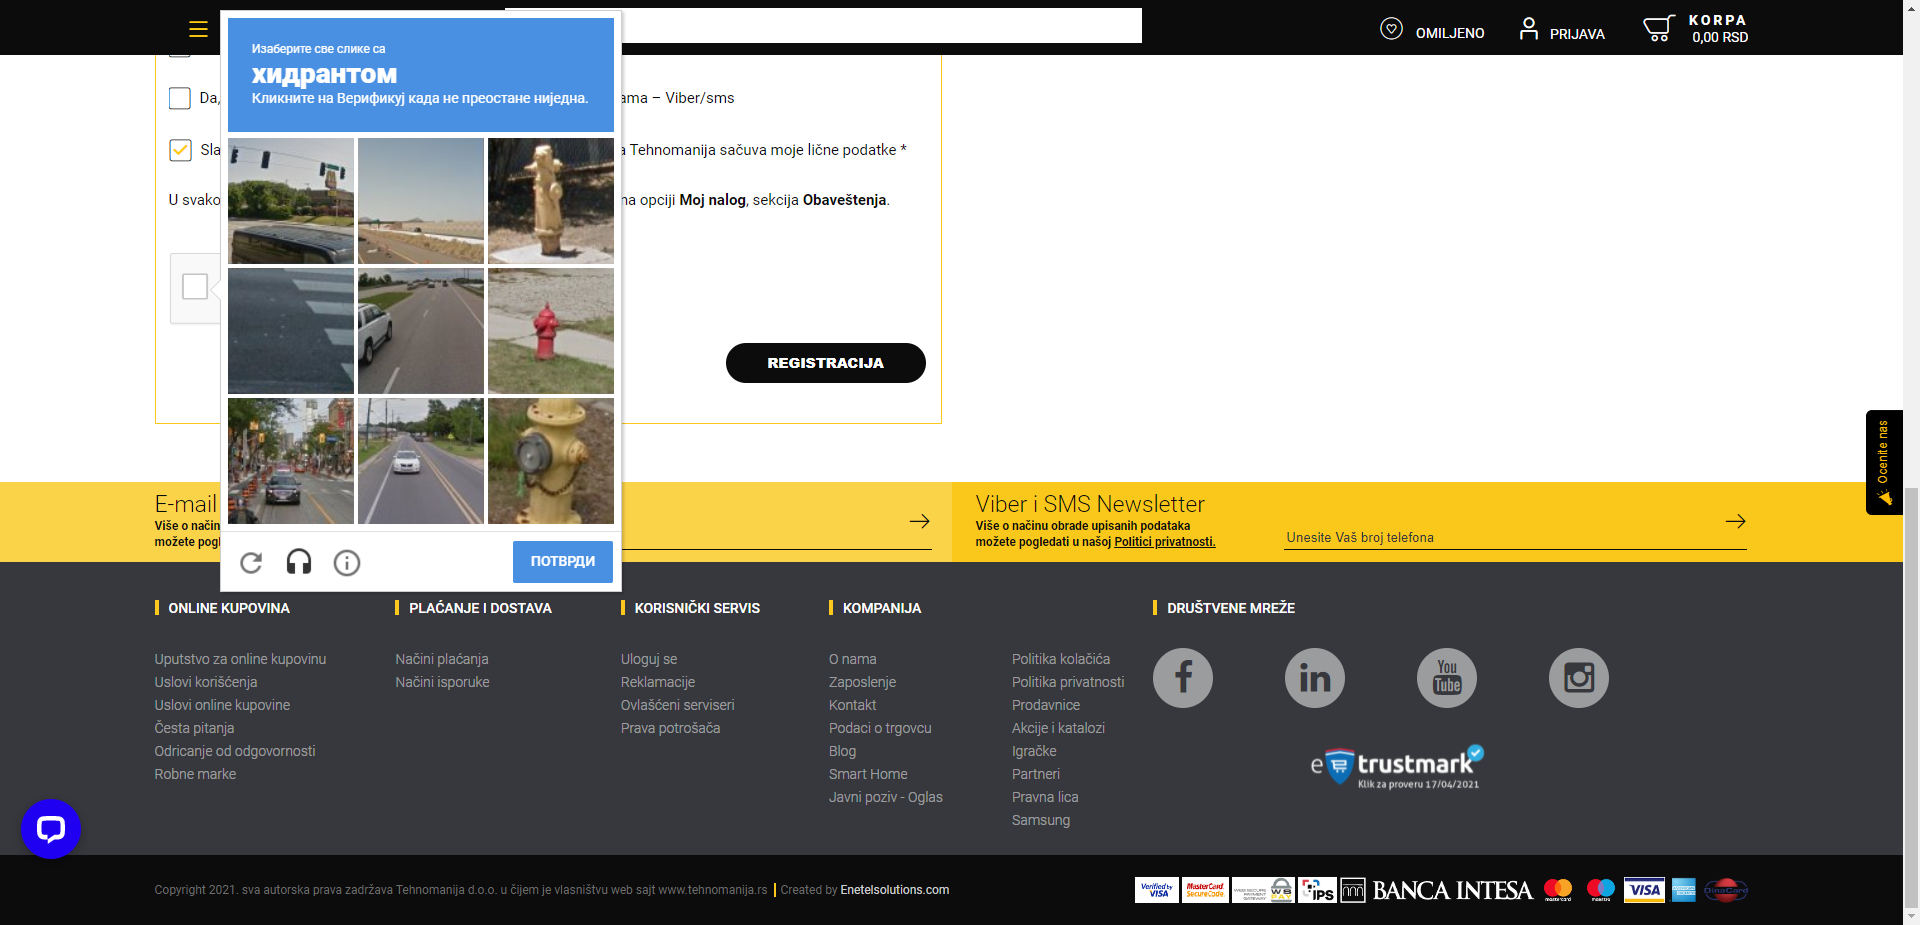 OMILJENO
PRIJAVA
KORPA
0,00 RSD
Изаберите све слике са
хидрантом
Кликните на Верификуј када не преостане ниједна.
Da,
ama – Viber/sms
Sla
a Tehnomanija sačuva moje lične podatke *
U svako
na opciji Moj nalog, sekcija Obaveštenja.
REGISTRACIJA
Ocenite nas
E-mail
Više o način
možete pogl
Viber i SMS Newsletter
Više o načinu obrade upisanih podataka
možete pogledati u našoj Politici privatnosti.
Unesite Vaš broj telefona
ПОТВРДИ
ONLINE KUPOVINA
Uputstvo za online kupovinu
Uslovi korišćenja
Uslovi online kupovine
Česta pitanja
Odricanje od odgovornosti
Robne marke
PLAĆANJE I DOSTAVA
Načini plaćanja
Načini isporuke
KORISNIČKI SERVIS
Uloguj se
Reklamacije
Ovlašćeni serviseri
Prava potrošača
KOMPANIJA
O nama
Zaposlenje
Kontakt
Podaci o trgovcu
Blog
Smart Home
Javni poziv - Oglas
Politika kolačića
Politika privatnosti
Prodavnice
Akcije i katalozi
Igračke
Partneri
Pravna lica
Samsung
DRUŠTVENE MREŽE
f
in
You
Tube
e trustmark
Klik za proveru 17/04/2021
Copyright 2021. sva autorska prava zadržava Tehnomanija d.o.o. u čijem je vlasništvu web sajt www.tehnomanija.rs | Created by Enetelsolutions.com
Verified by
VISA
MasterCard
SecureCode
IPS
BANCA INTESA
mastercard
maestro
VISA
DinaCard